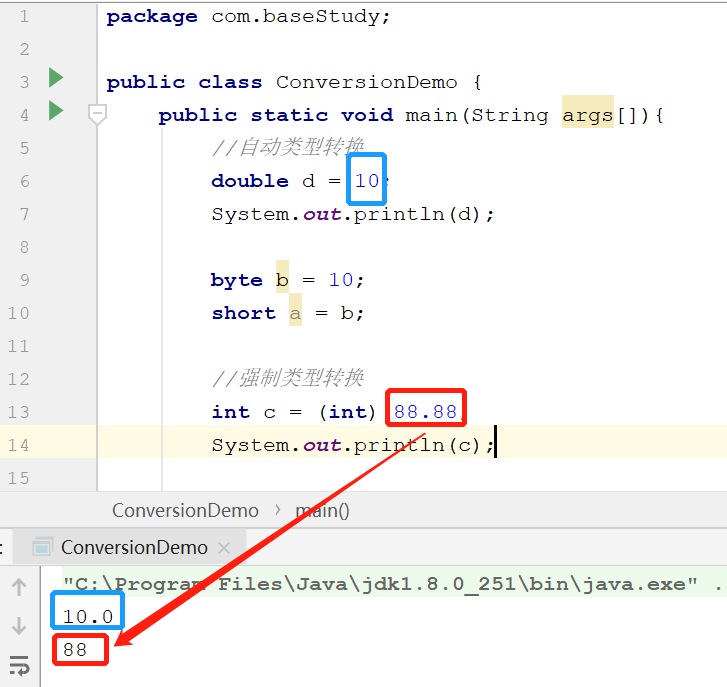 1 package com.baseStudy;
2
3 public class ConversionDemo {
4 public static void main(String args[]){
5 //自动类型转换
6 double d = 10;
7 System.out.println(d);
8
9 byte b = 10;
10 short a = b;
11
12 //强制类型转换
13 int c = (int) 88.88;
14 System.out.println(c);
15
ConversionDemo › main()
: ConversionDemo ×
"C:\Program Files\Java\jdk1.8.0_251\bin\java.exe" .
10.0
88